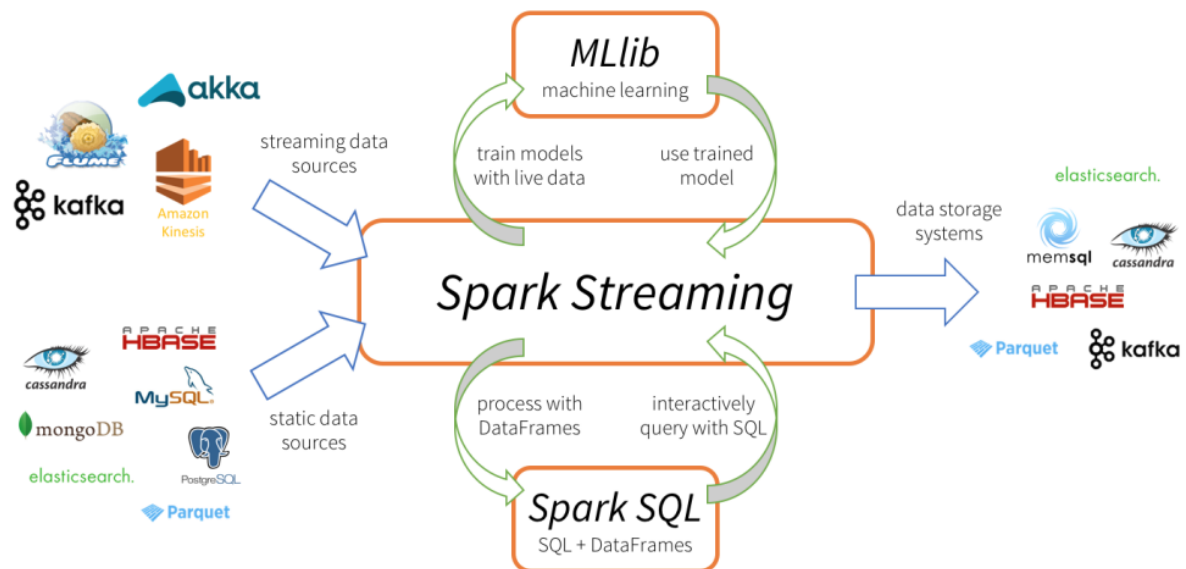 MLlib
machine learning
akka
FLUME
kafka
Amazon
Kinesis
streaming data
sources
train models
with live data
use trained
model
data storage
systems
elasticsearch.
memsql
cassandra
APACHE
HBASE
Parquet
kafka
Spark Streaming
APACHE
HBASE
cassandra
MySQL®
mongoDB
PostgreSQL
elasticsearch.
Parquet
static data
sources
process with
DataFrames
interactively
query with SQL
Spark SQL
SQL + DataFrames